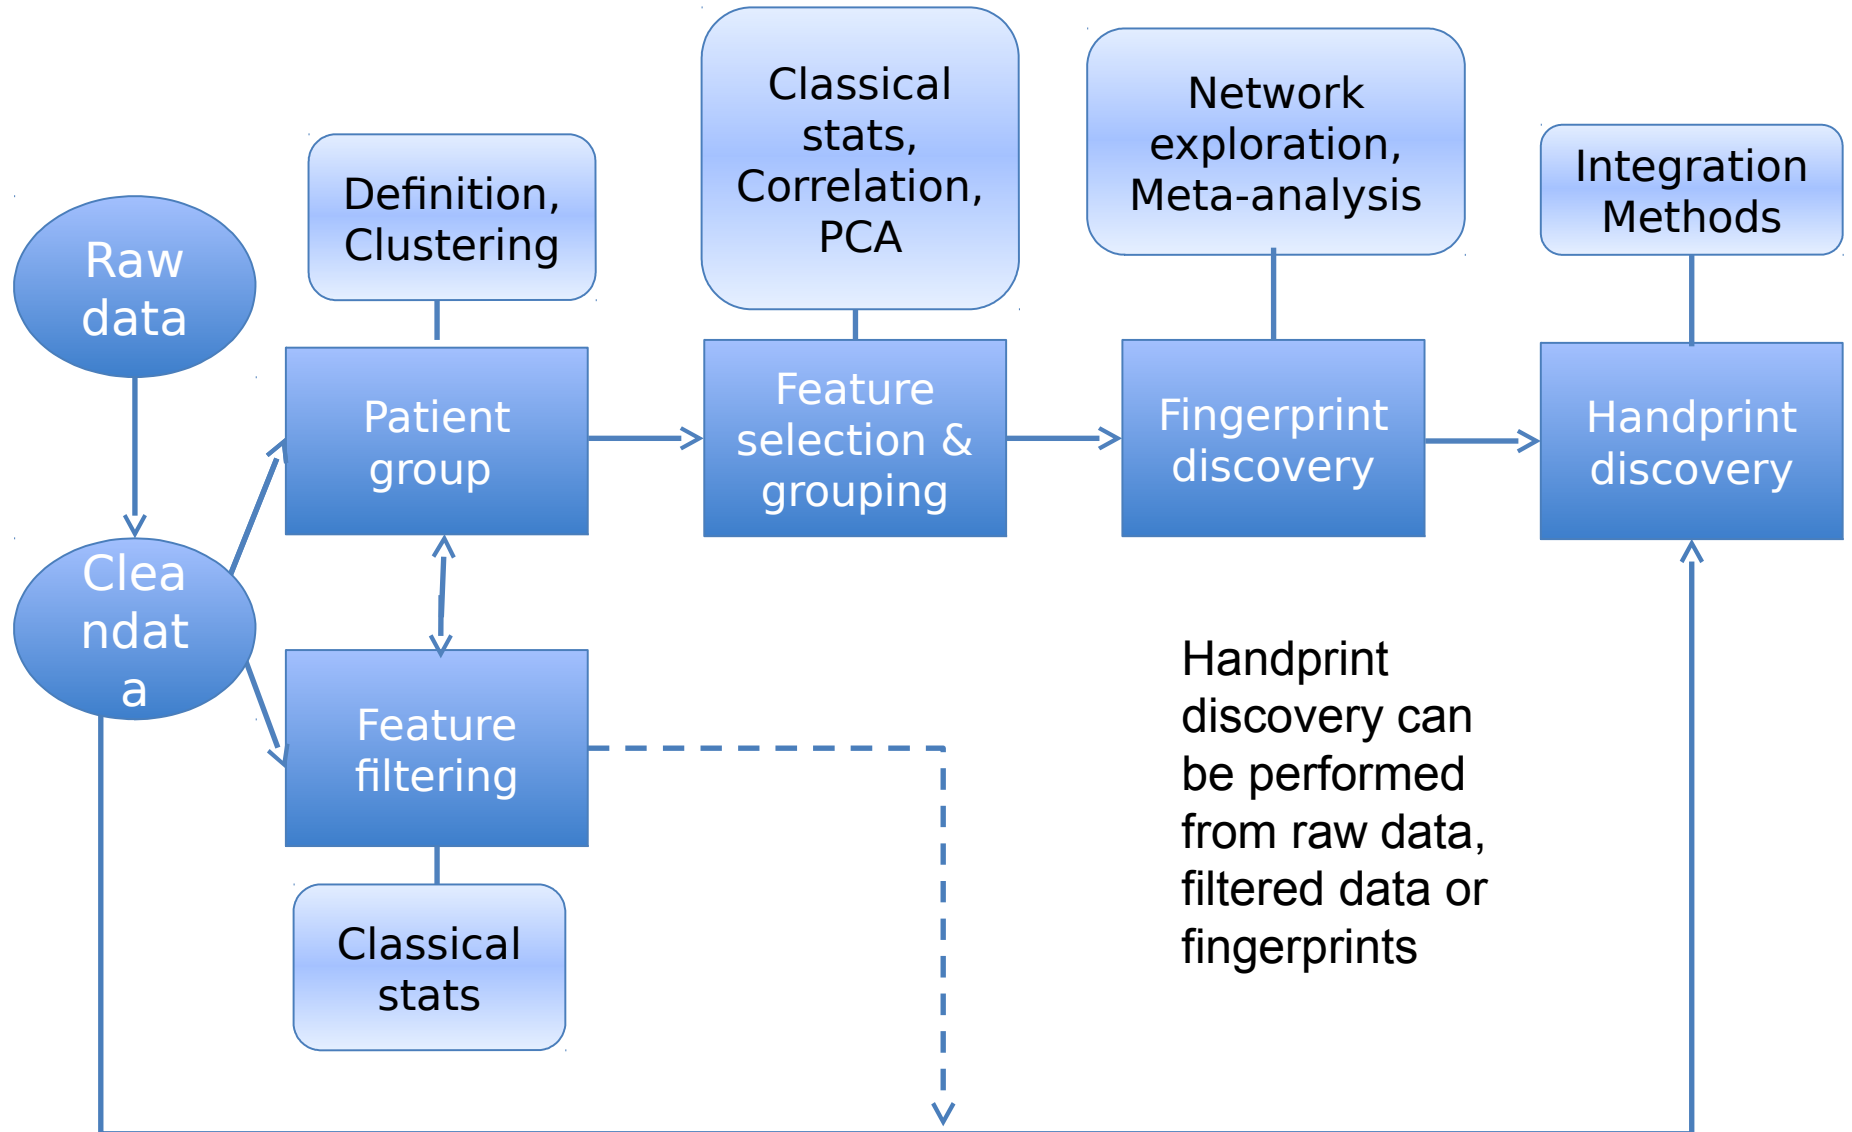 Raw
data
Clea
ndat
a
Definition,
Clustering
Patient
group
Feature
filtering
Classical
stats
Classical
stats,
Correlation,
PCA
Feature
selection &
grouping
Network
exploration,
Meta-analysis
Fingerprint
discovery
Integration
Methods
Handprint
discovery
Handprint
discovery can
be performed
from raw data,
filtered data or
fingerprints